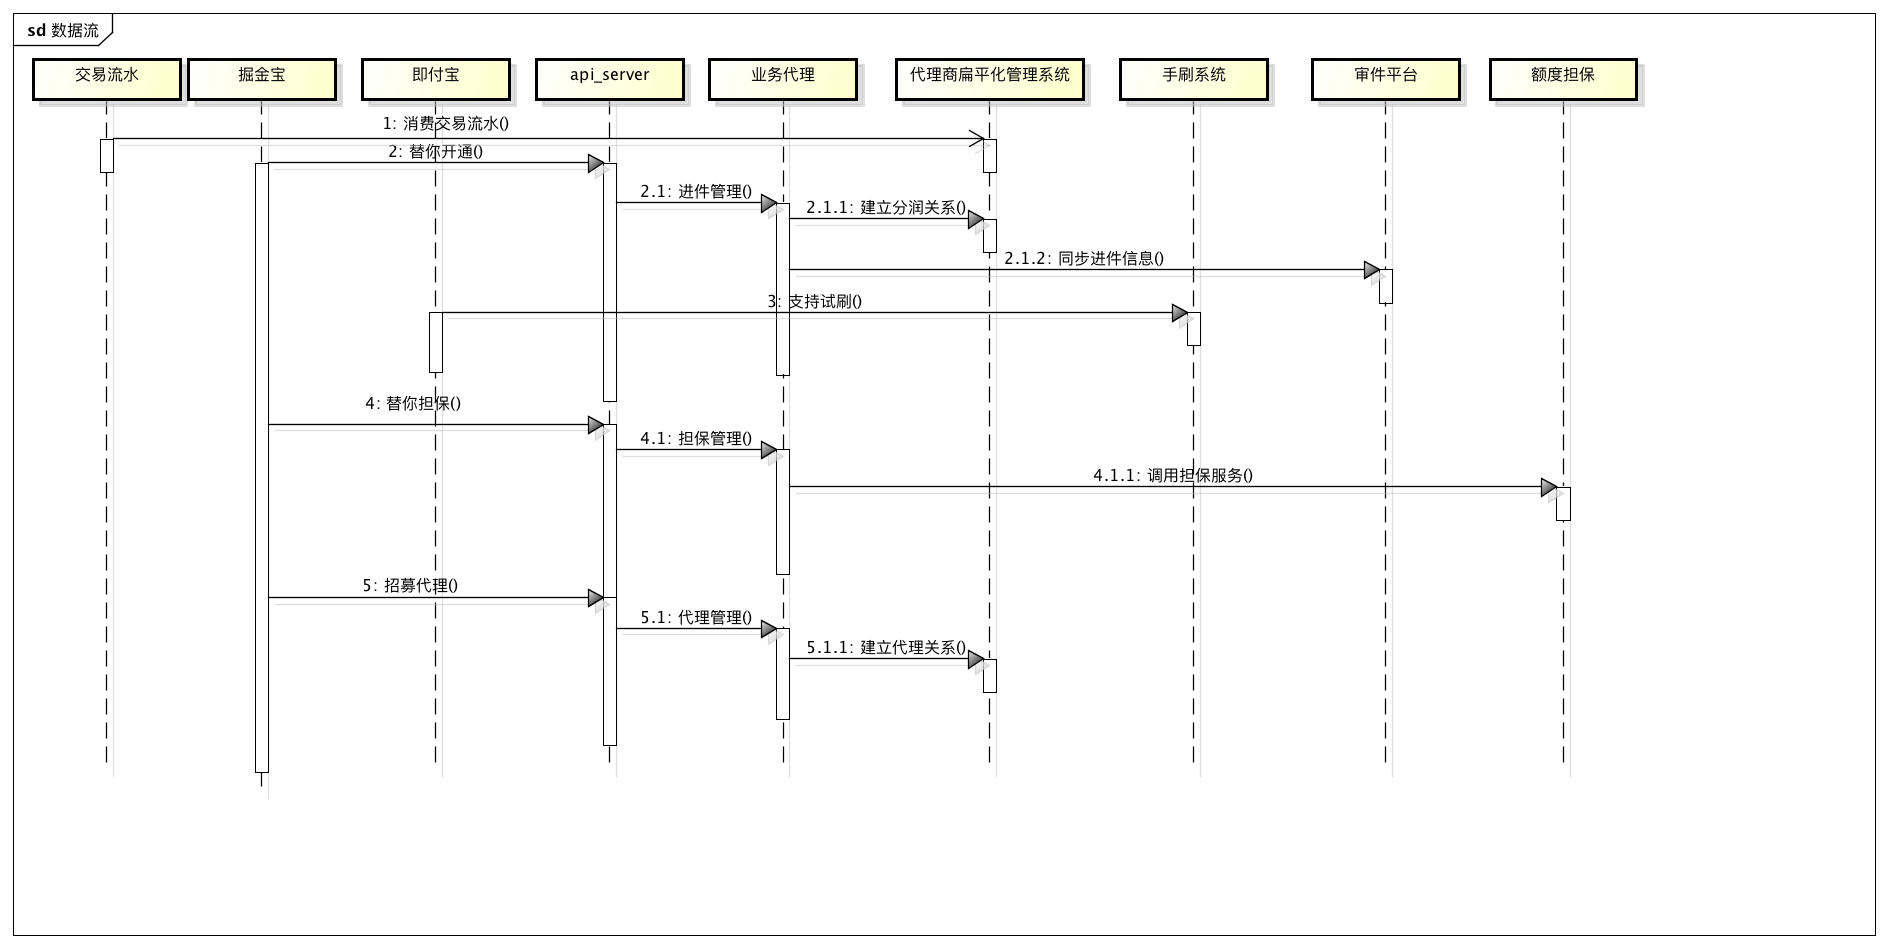 sd 数据流
交易流水
掘金宝
即付宝
api_server
业务代理
代理商扁平化管理系统
手刷系统
审件平台
额度担保
1: 消费交易流水()
2: 替你开通()
2.1: 进件管理()
2.1.1: 建立分润关系()
2.1.2: 同步进件信息()
3: 支持试刷()
4: 替你担保()
4.1: 担保管理()
4.1.1: 调用担保服务()
5: 招募代理()
5.1: 代理管理()
5.1.1: 建立代理关系()